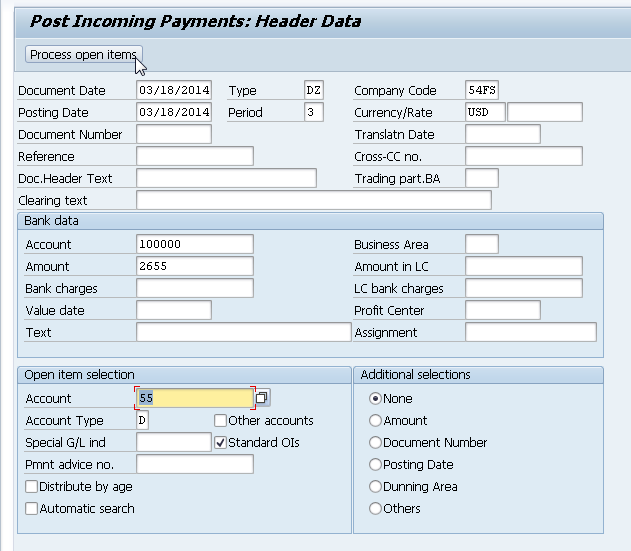 Post Incoming Payments: Header Data
Process open items
Document Date 03/18/2014 Type DZ Company Code 54FS
Posting Date 03/18/2014 Period 3 Currency/Rate USD
Document Number Translatn Date
Reference Cross-CC no.
Doc.Header Text Trading part.BA
Clearing text
Bank data
Account 100000 Business Area
Amount 2655 Amount in LC
Bank charges LC bank charges
Value date Profit Center
Text Assignment
Open item selection Additional selections
Account 55 None
Account Type D Other accounts Amount
Special G/L ind Standard OIs Document Number
Pmnt advice no. Posting Date
Distribute by age Dunning Area
Automatic search Others